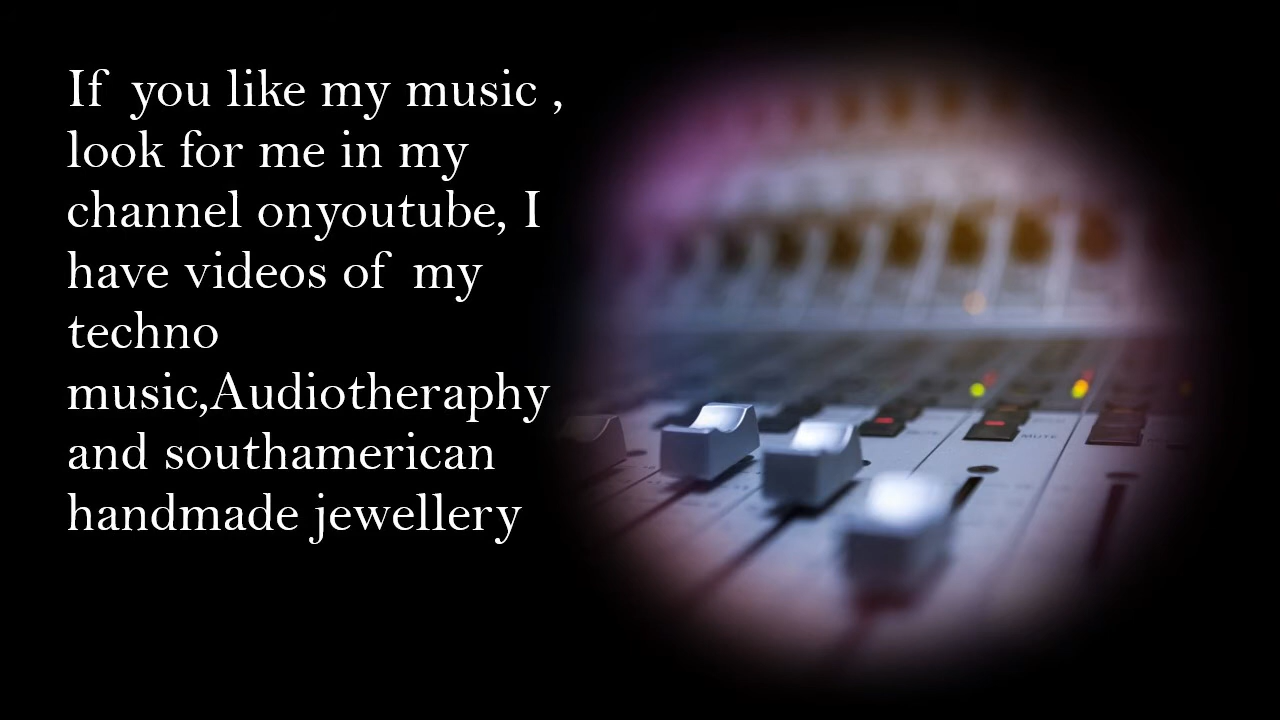 If  you like my music ,
look for me in my
channel onyoutube, I
have videos of  my
techno
music,Audiotheraphy
and southamerican
handmade jewellery
MUTE